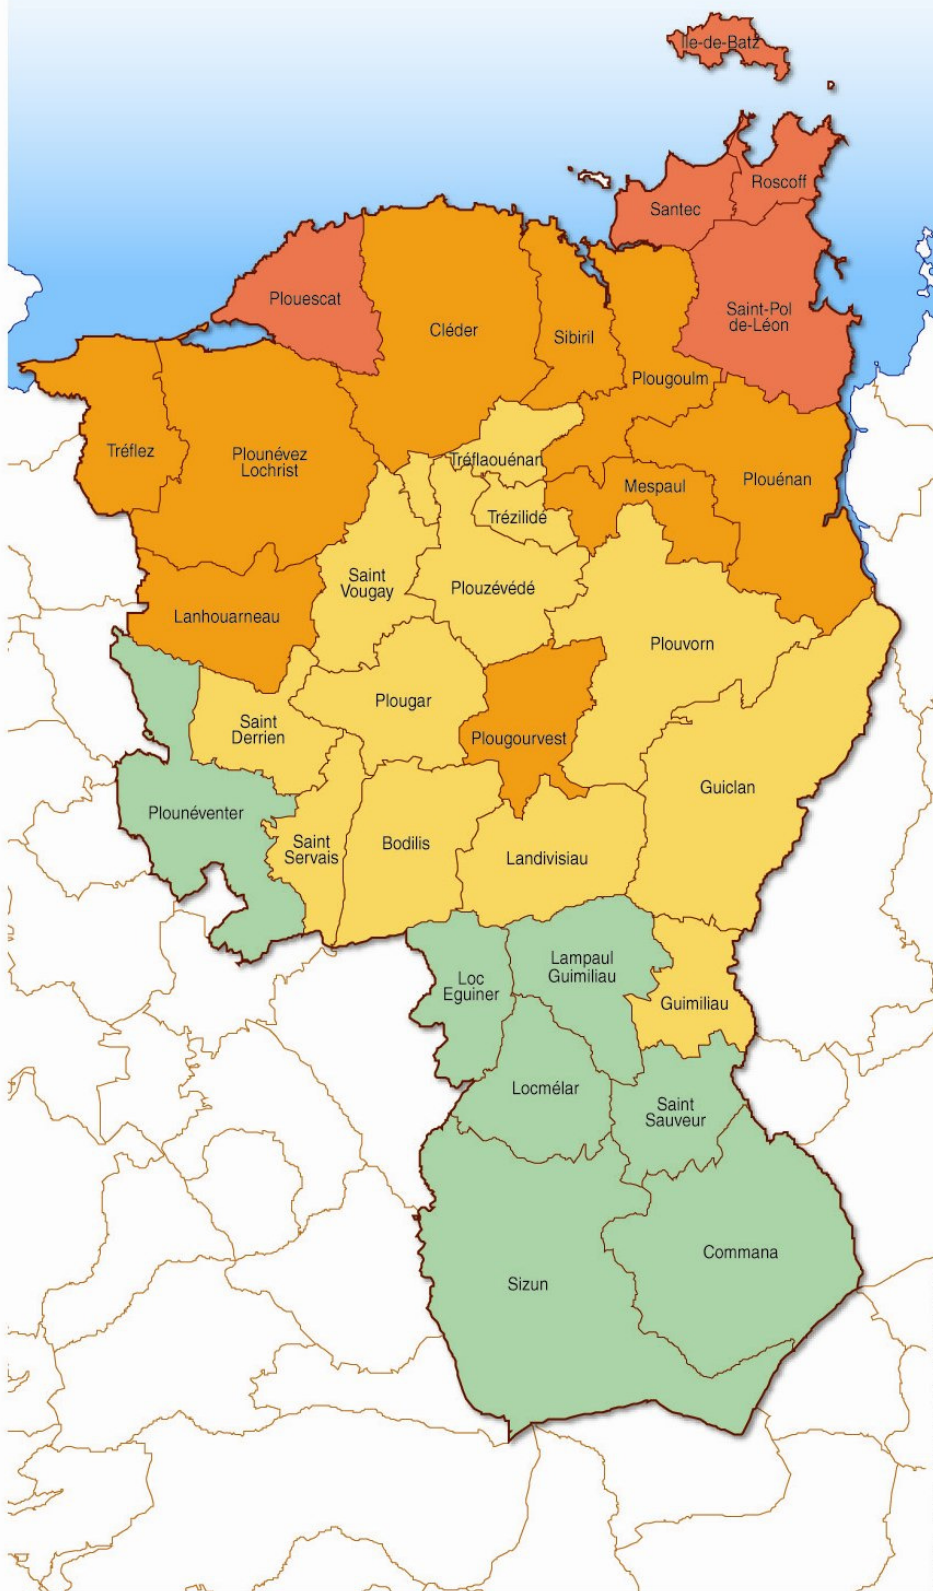 Ile-de-Batz
Roscoff
Santec
Plouescat
Saint-Pol
de-Léon
Cléder
Sibiril
Plougoulm
Tréflez
Plounévez
Lochrist
Tréflaouénan
Mespaul
Plouénan
Trézilidé
Saint
Vougay
Plouzévédé
Lanhouarneau
Plouvorn
Plougar
Saint
Derrien
Plougourvest
Guiclan
Plounéventer
Saint
Servais
Bodilis
Landivisiau
Lampaul
Guimiliau
Loc
Eguiner
Guimiliau
Locmélar
Saint
Sauveur
Commana
Sizun